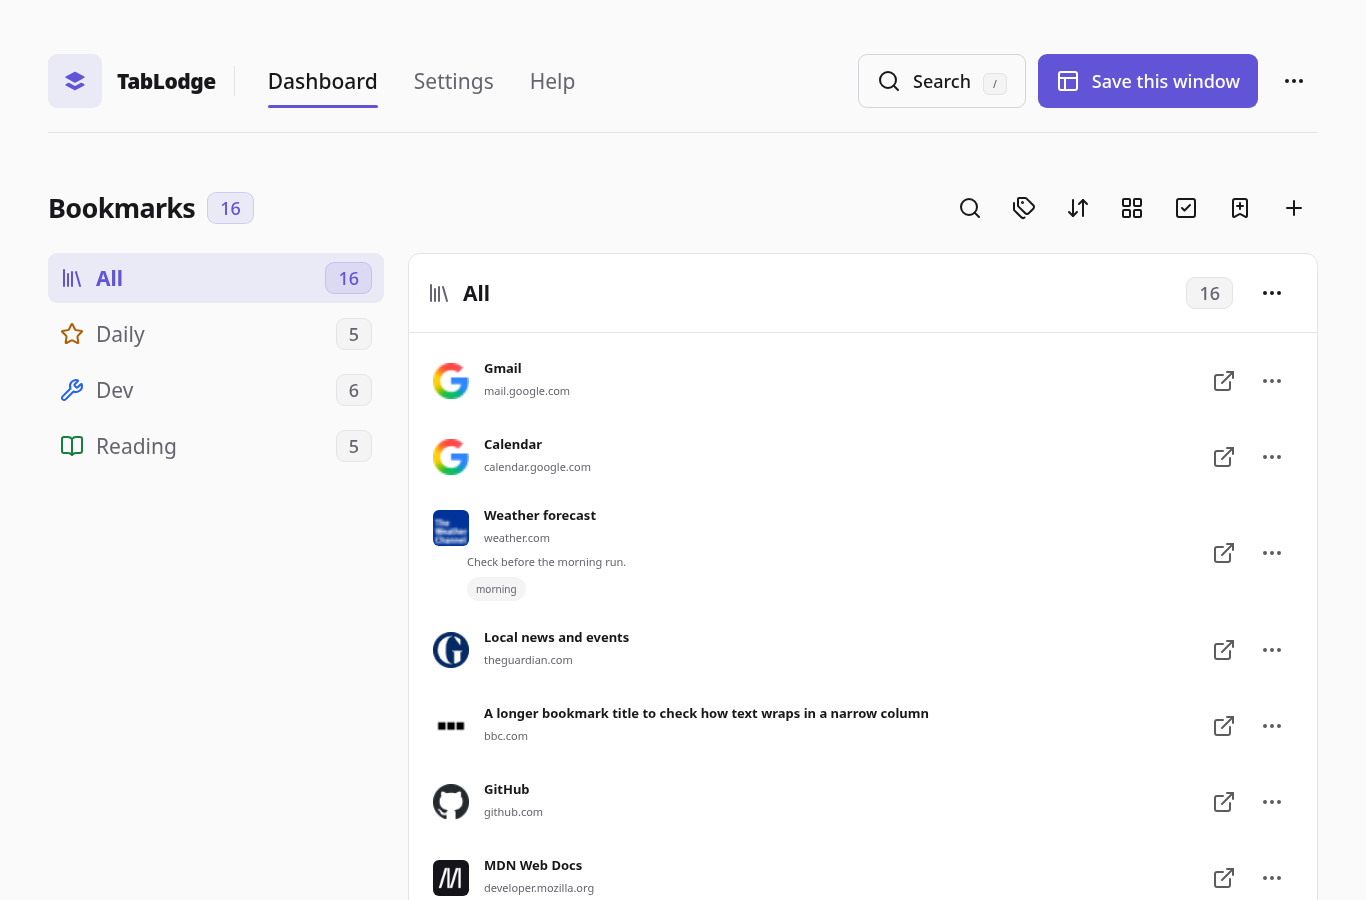 TabLodge
Dashboard
Settings
Help
Search /
Save this window
Bookmarks 16
All 16
Daily 5
Dev 6
Reading 5
All 16
Gmail
mail.google.com
Calendar
calendar.google.com
The
Weather
Channel
Weather forecast
weather.com
Check before the morning run.
morning
Local news and events
theguardian.com
A longer bookmark title to check how text wraps in a narrow column
bbc.com
GitHub
github.com
MDN Web Docs
developer.mozilla.org